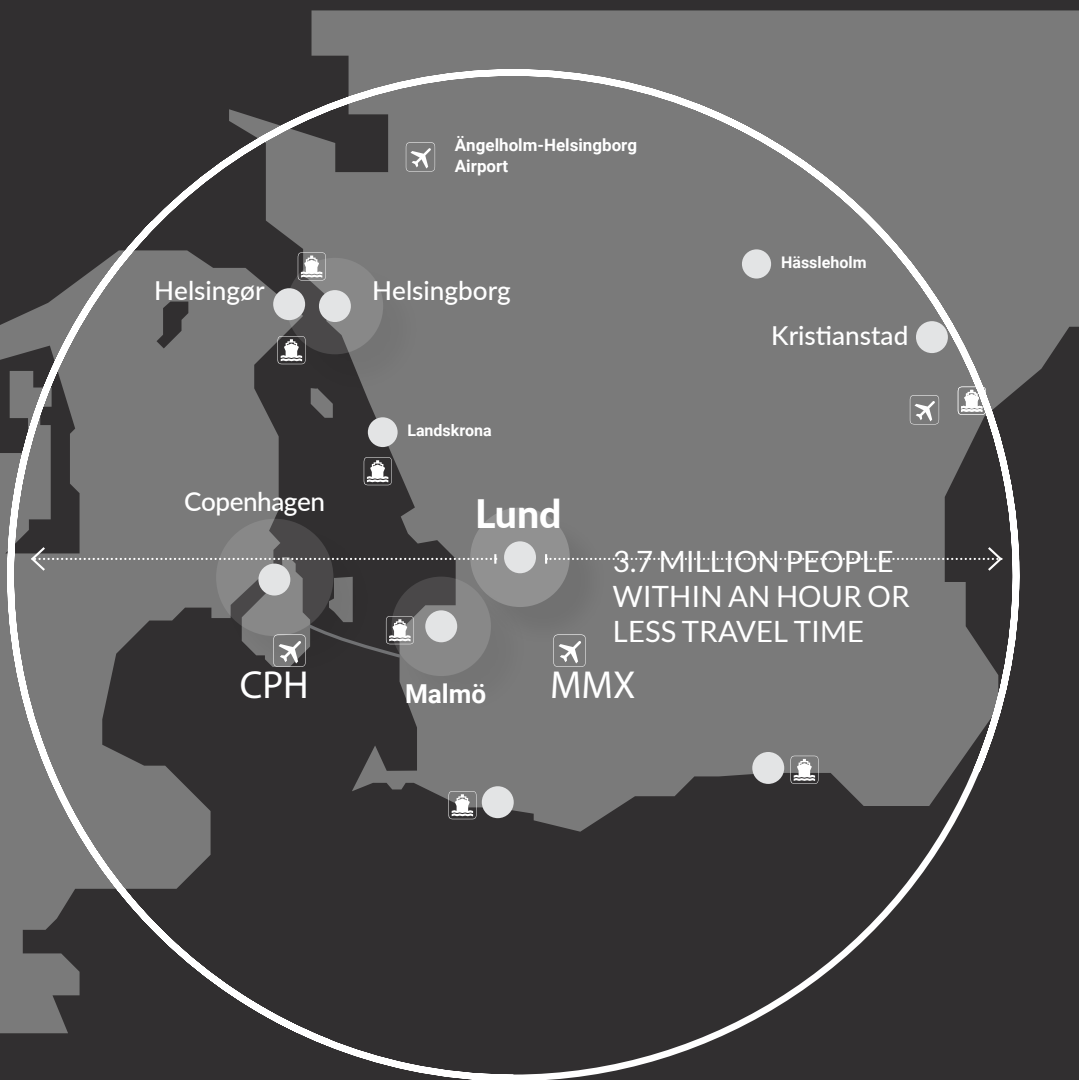 Ängelholm-Helsingborg
Airport
Hässleholm
Helsingør
Helsingborg
Kristianstad
Landskrona
Copenhagen
Lund
3.7 MILLION PEOPLE
WITHIN AN HOUR OR
LESS TRAVEL TIME
CPH
Malmö
MMX